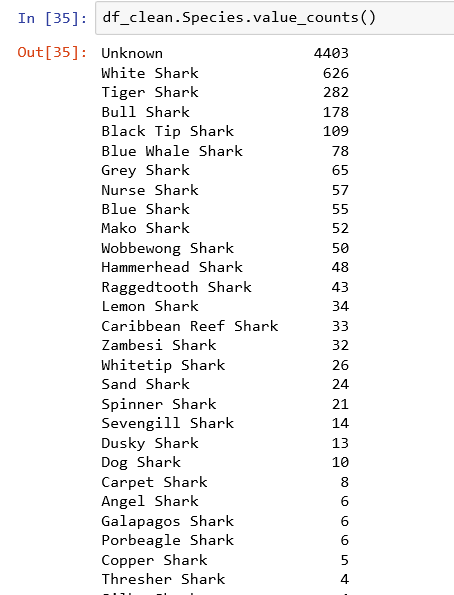 In [35]: df_clean.Species.value_counts()
Out[35]: Unknown 4403
White Shark 626
Tiger Shark 282
Bull Shark 178
Black Tip Shark 109
Blue Whale Shark 78
Grey Shark 65
Nurse Shark 57
Blue Shark 55
Mako Shark 52
Wobbewong Shark 50
Hammerhead Shark 48
Raggedtooth Shark 43
Lemon Shark 34
Caribbean Reef Shark 33
Zambesi Shark 32
Whitetip Shark 26
Sand Shark 24
Spinner Shark 21
Sevengill Shark 14
Dusky Shark 13
Dog Shark 10
Carpet Shark 8
Angel Shark 6
Galapagos Shark 6
Porbeagle Shark 6
Copper Shark 5
Thresher Shark 4